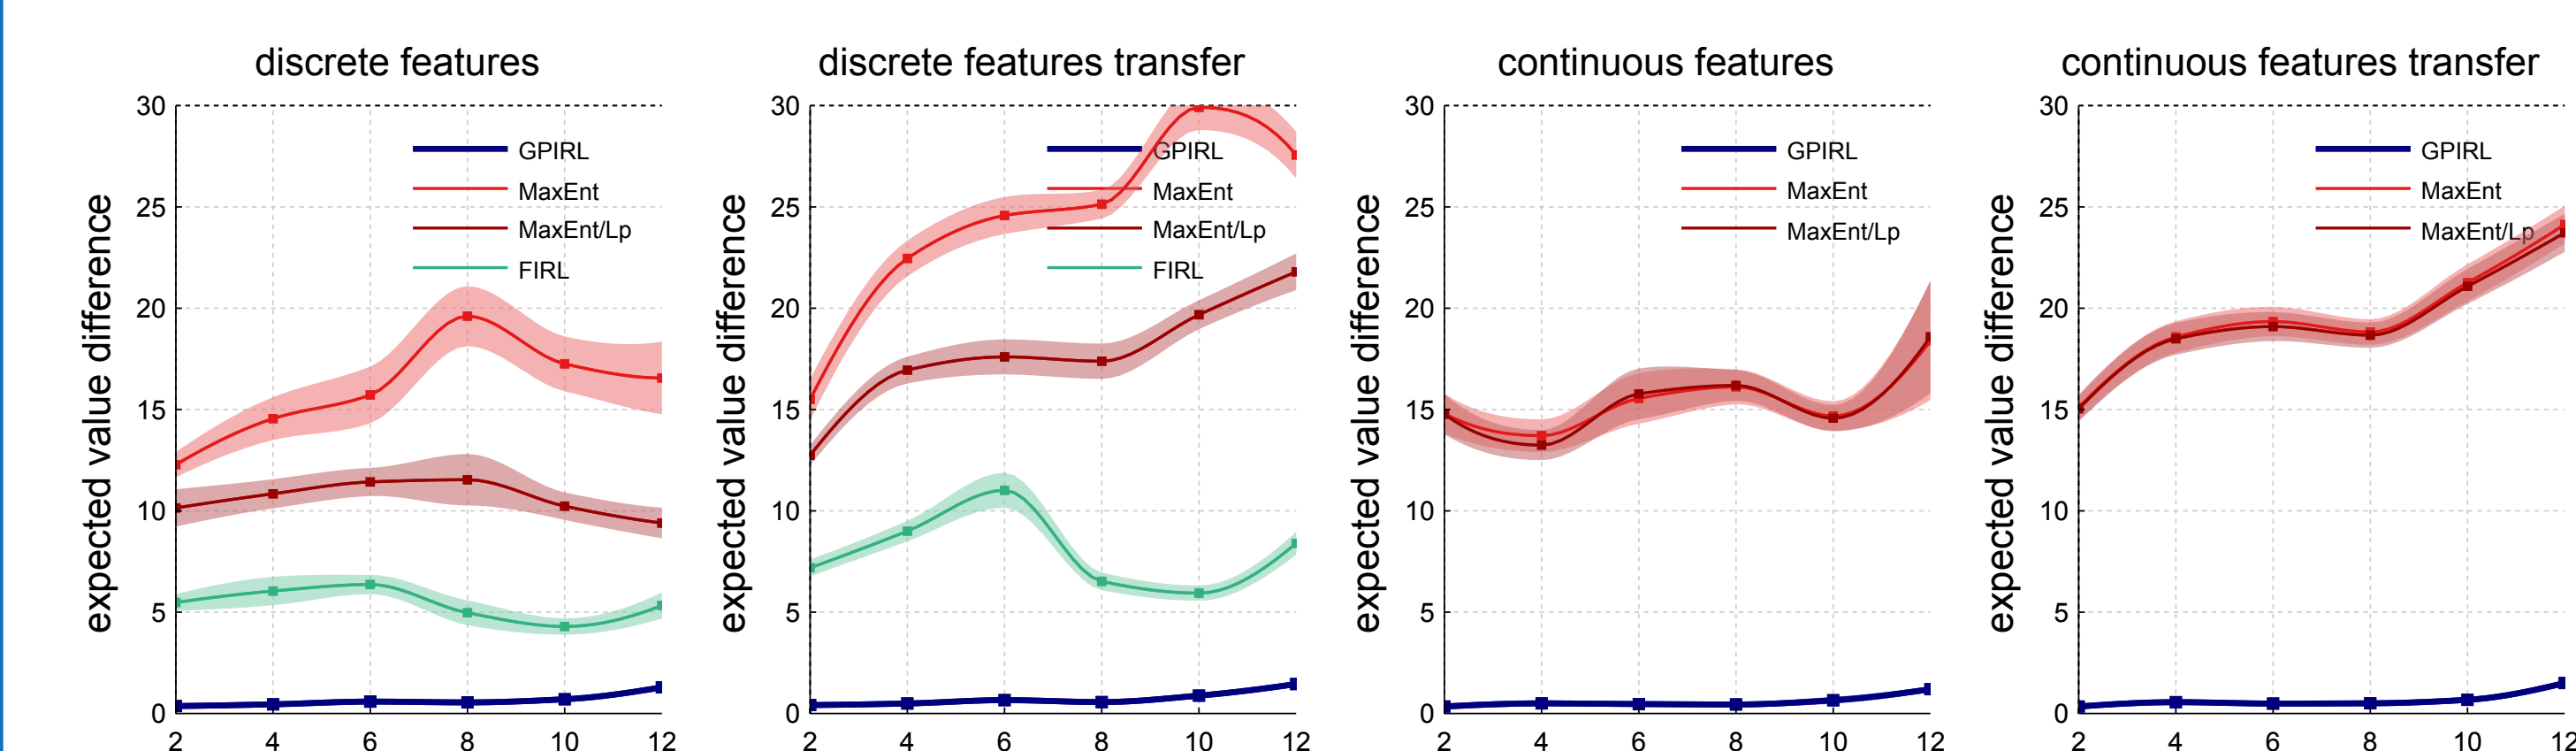 discrete features
expected value difference
30
25
20
15
10
5
0
2 4 6 8 10 12
GPIRL
MaxEnt
MaxEnt/Lp
FIRL
discrete features transfer
expected value difference
30
25
20
15
10
5
0
2 4 6 8 10 12
GPIRL
MaxEnt
MaxEnt/Lp
FIRL
continuous features
expected value difference
30
25
20
15
10
5
0
2 4 6 8 10 12
GPIRL
MaxEnt
MaxEnt/Lp
continuous features transfer
expected value difference
30
25
20
15
10
5
0
2 4 6 8 10 12
GPIRL
MaxEnt
MaxEnt/Lp